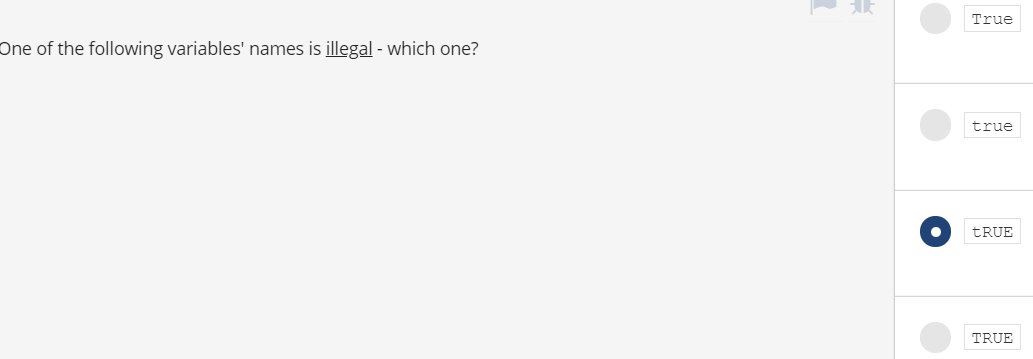 One of the following variables' names is illegal - which one?
True
true
tRUE
TRUE